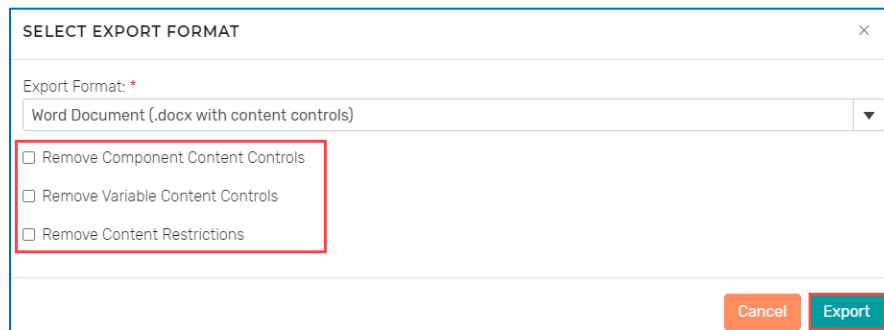 SELECT EXPORT FORMAT
Export Format: *
Word Document (.docx with content controls)
Remove Component Content Controls
Remove Variable Content Controls
Remove Content Restrictions
Cancel Export